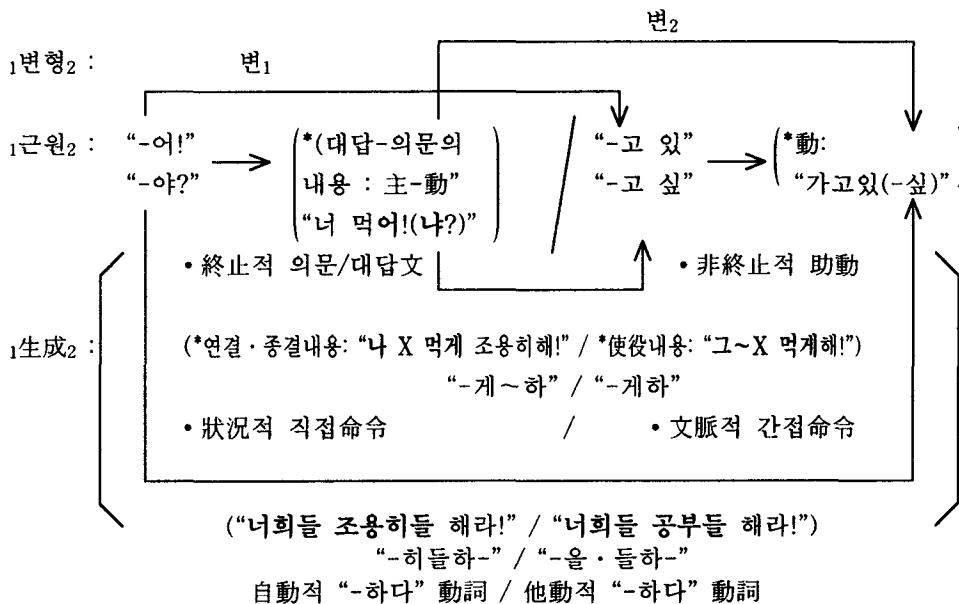 변₂
₁변형₂ : 변₁
₁근원₂ : “-어!” *(대답-의문의 “-고 있” *動:
“-야?” 내용 : 主-動” “-고 싶” “가고있(-싶)”
“너 먹어!(냐?)”
• 終止적 의문/대답文 • 非終止적 助動
₁生成₂ : (*연결 · 종결내용: “나 X 먹게 조용히해!” / *使役내용: “그~X 먹게해!”)
“-게~하” / “-게하”
• 狀況적 직접命令 / • 文脈적 간접命令
(“너희들 조용히들 해라!” / “너희들 공부들 해라!”)
“-히들하-” / “-을 · 들하-”
自動적 “-하다” 動詞 / 他動적 “-하다” 動詞